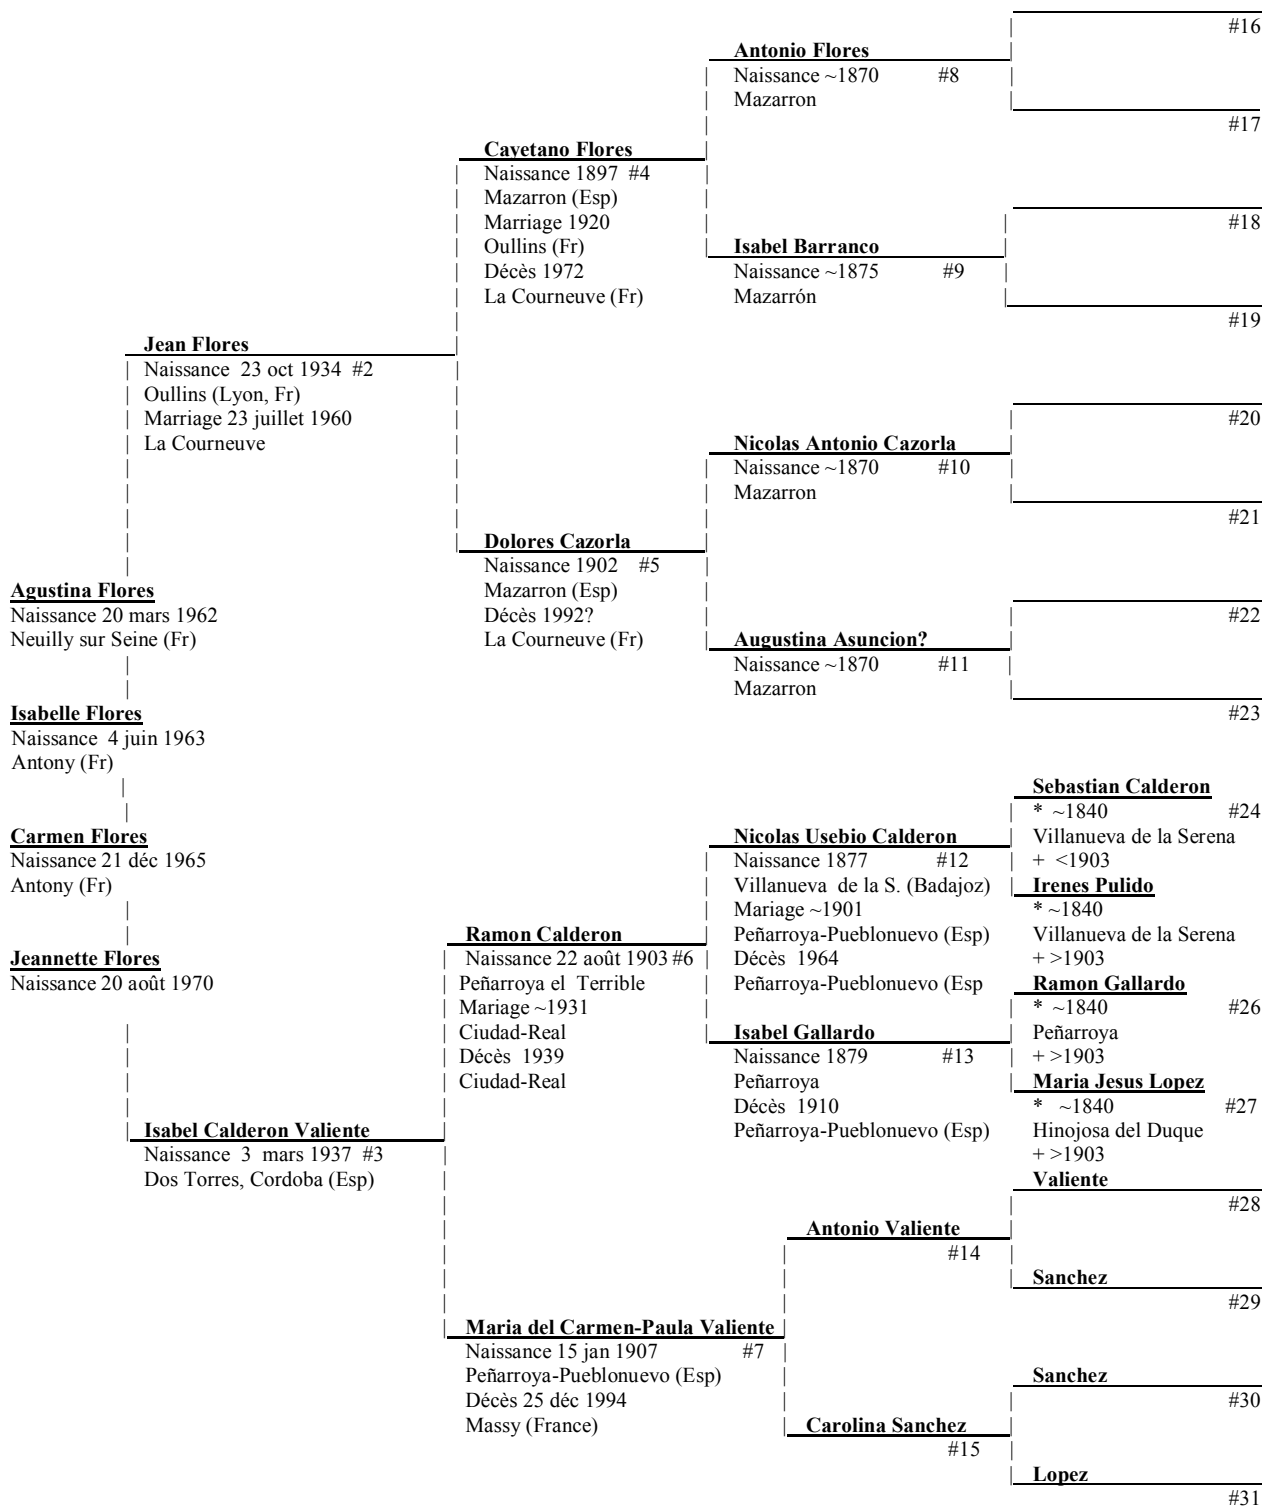 #16
Antonio Flores
Naissance ~1870 #8
Mazarron
#17
Cayetano Flores
Naissance 1897 #4
Mazarron (Esp)
Marriage 1920
Oullins (Fr)
Décès 1972
La Courneuve (Fr)
#18
Isabel Barranco
Naissance ~1875 #9
Mazarrón
#19
Jean Flores
Naissance 23 oct 1934 #2
Oullins (Lyon, Fr)
Marriage 23 juillet 1960
La Courneuve
#20
Nicolas Antonio Cazorla
Naissance ~1870 #10
Mazarron
#21
Dolores Cazorla
Naissance 1902 #5
Mazarron (Esp)
Décès 1992?
La Courneuve (Fr)
#22
Augustina Asuncion?
Naissance ~1870 #11
Mazarron
#23
Agustina Flores
Naissance 20 mars 1962
Neuilly sur Seine (Fr)
Isabelle Flores
Naissance 4 juin 1963
Antony (Fr)
Carmen Flores
Naissance 21 déc 1965
Antony (Fr)
Jeannette Flores
Naissance 20 août 1970
Sebastian Calderon
* ~1840 #24
Villanueva de la Serena
+ <1903
Nicolas Usebio Calderon
Naissance 1877 #12
Villanueva de la S. (Badajoz)
Mariage ~1901
Peñarroya-Pueblonuevo (Esp)
Décès 1964
Peñarroya-Pueblonuevo (Esp
Irenes Pulido
* ~1840
Villanueva de la Serena
+ >1903
Ramon Calderon
Naissance 22 août 1903 #6
Peñarroya el Terrible
Mariage ~1931
Ciudad-Real
Décès 1939
Ciudad-Real
Ramon Gallardo
* ~1840 #26
Peñarroya
+ >1903
Isabel Gallardo
Naissance 1879 #13
Peñarroya
Décès 1910
Peñarroya-Pueblonuevo (Esp)
Maria Jesus Lopez
* ~1840 #27
Hinojosa del Duque
+ >1903
Isabel Calderon Valiente
Naissance 3 mars 1937 #3
Dos Torres, Cordoba (Esp)
Valiente
#28
Antonio Valiente
#14
Sanchez
#29
Maria del Carmen-Paula Valiente
Naissance 15 jan 1907 #7
Peñarroya-Pueblonuevo (Esp)
Décès 25 déc 1994
Massy (France)
Sanchez
#30
Carolina Sanchez
#15
Lopez
#31